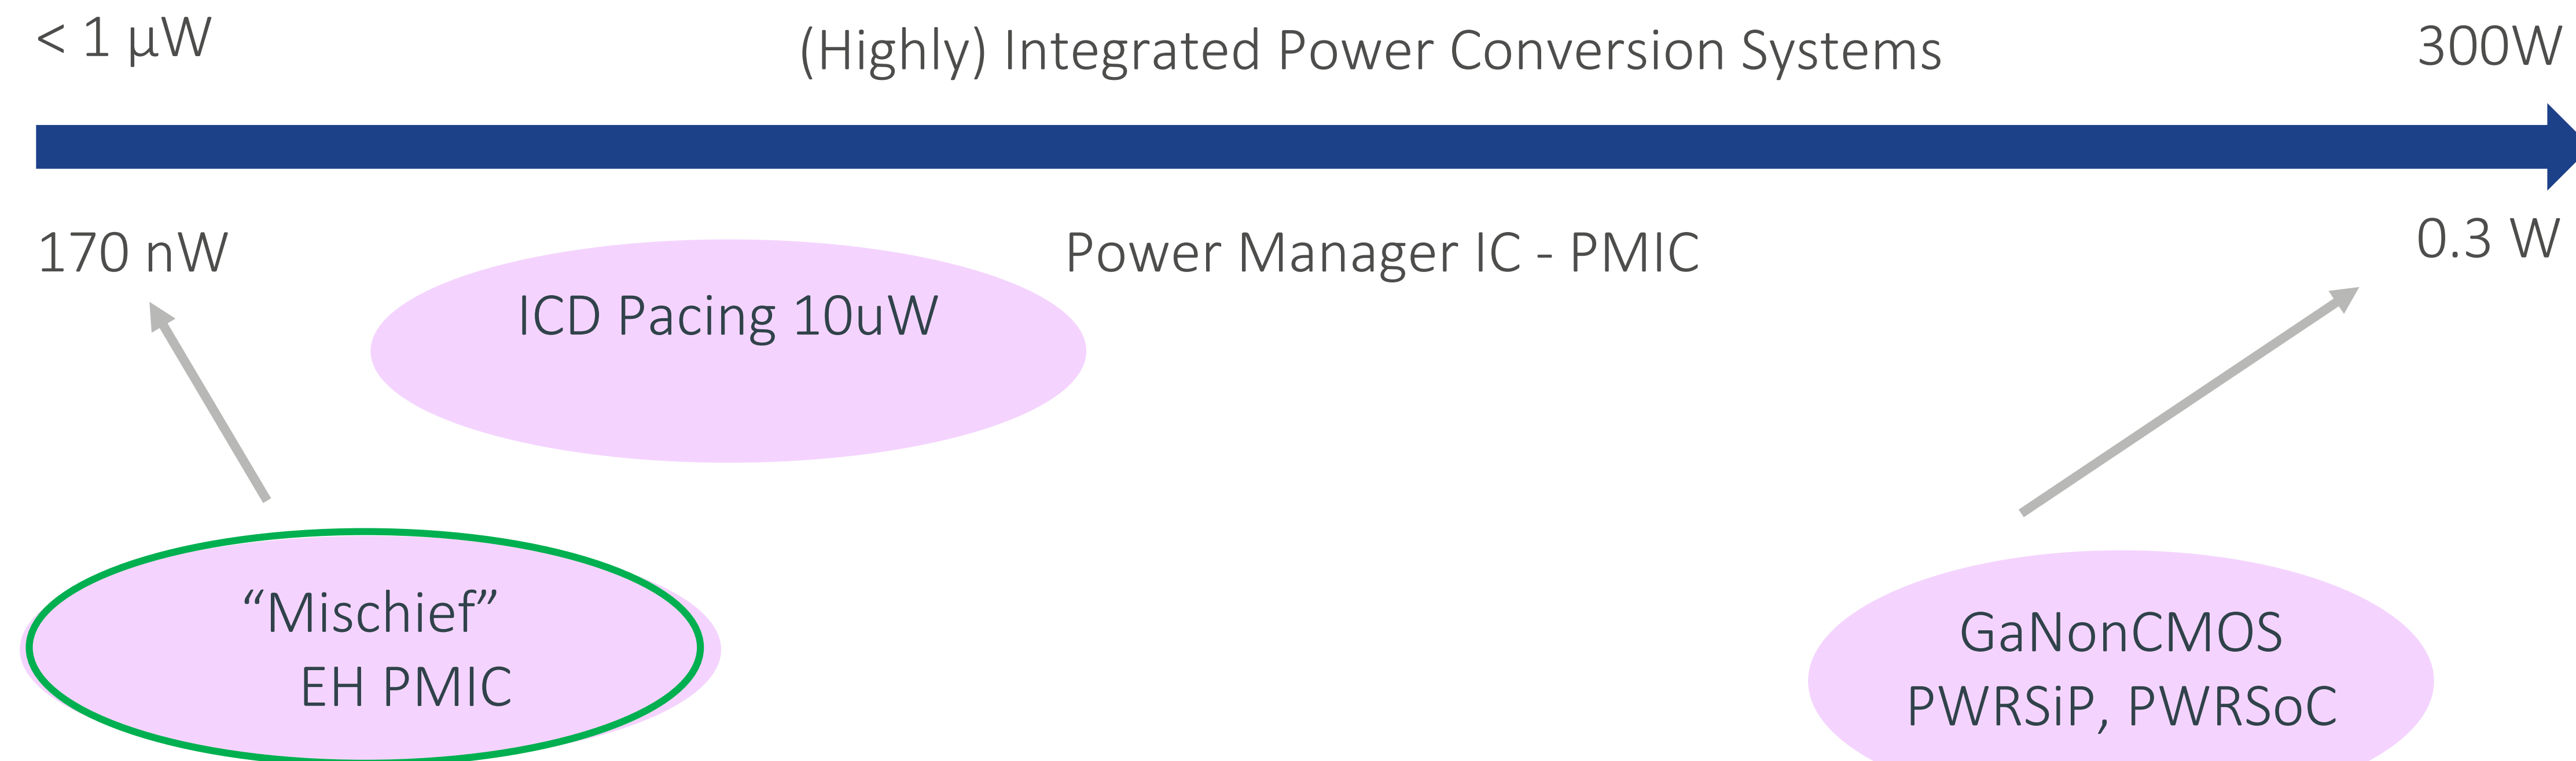 < 1 µW
(Highly) Integrated Power Conversion Systems
300W
170 nW
Power Manager IC - PMIC
0.3 W
ICD Pacing 10uW
“Mischief”
EH PMIC
GaNonCMOS
PWRSiP, PWRSoC